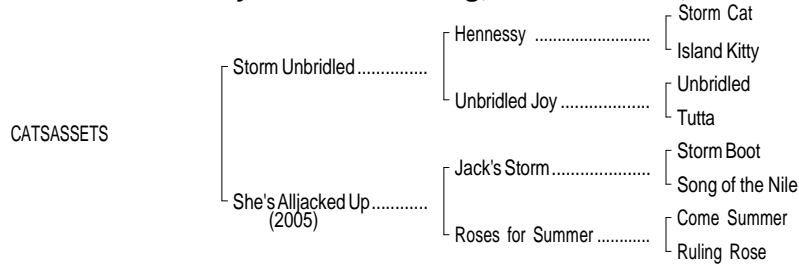 Storm Cat
Hennessy ..........................
Island Kitty
Storm Unbridled ...............
Unbridled
Unbridled Joy ....................
Tutta
CATSASSETS
Storm Boot
Jack's Storm ......................
Song of the Nile
She's Alljacked Up ............
(2005)
Come Summer
Roses for Summer ............
Ruling Rose